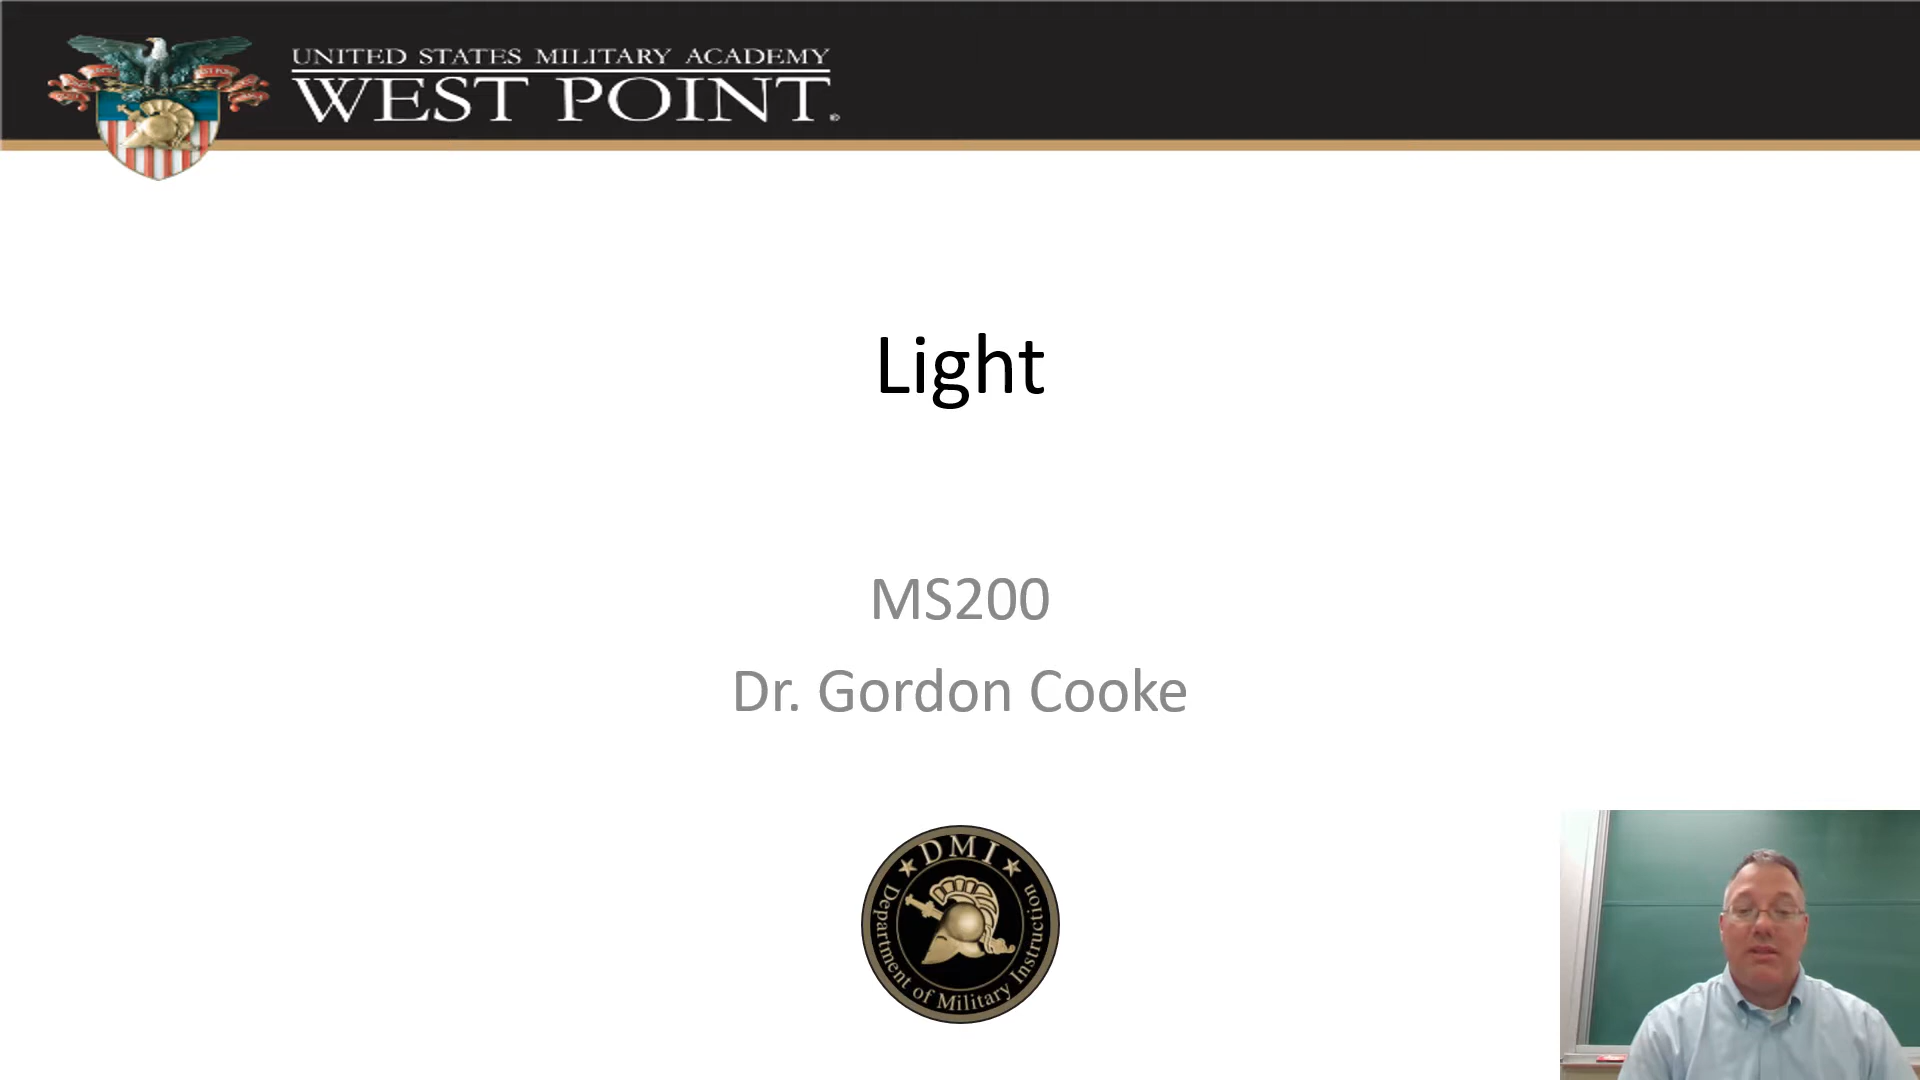 UNITED STATES MILITARY ACADEMY
WEST POINT
Light
MS200
Dr. Gordon Cooke
DMI
Department of Military Instruction